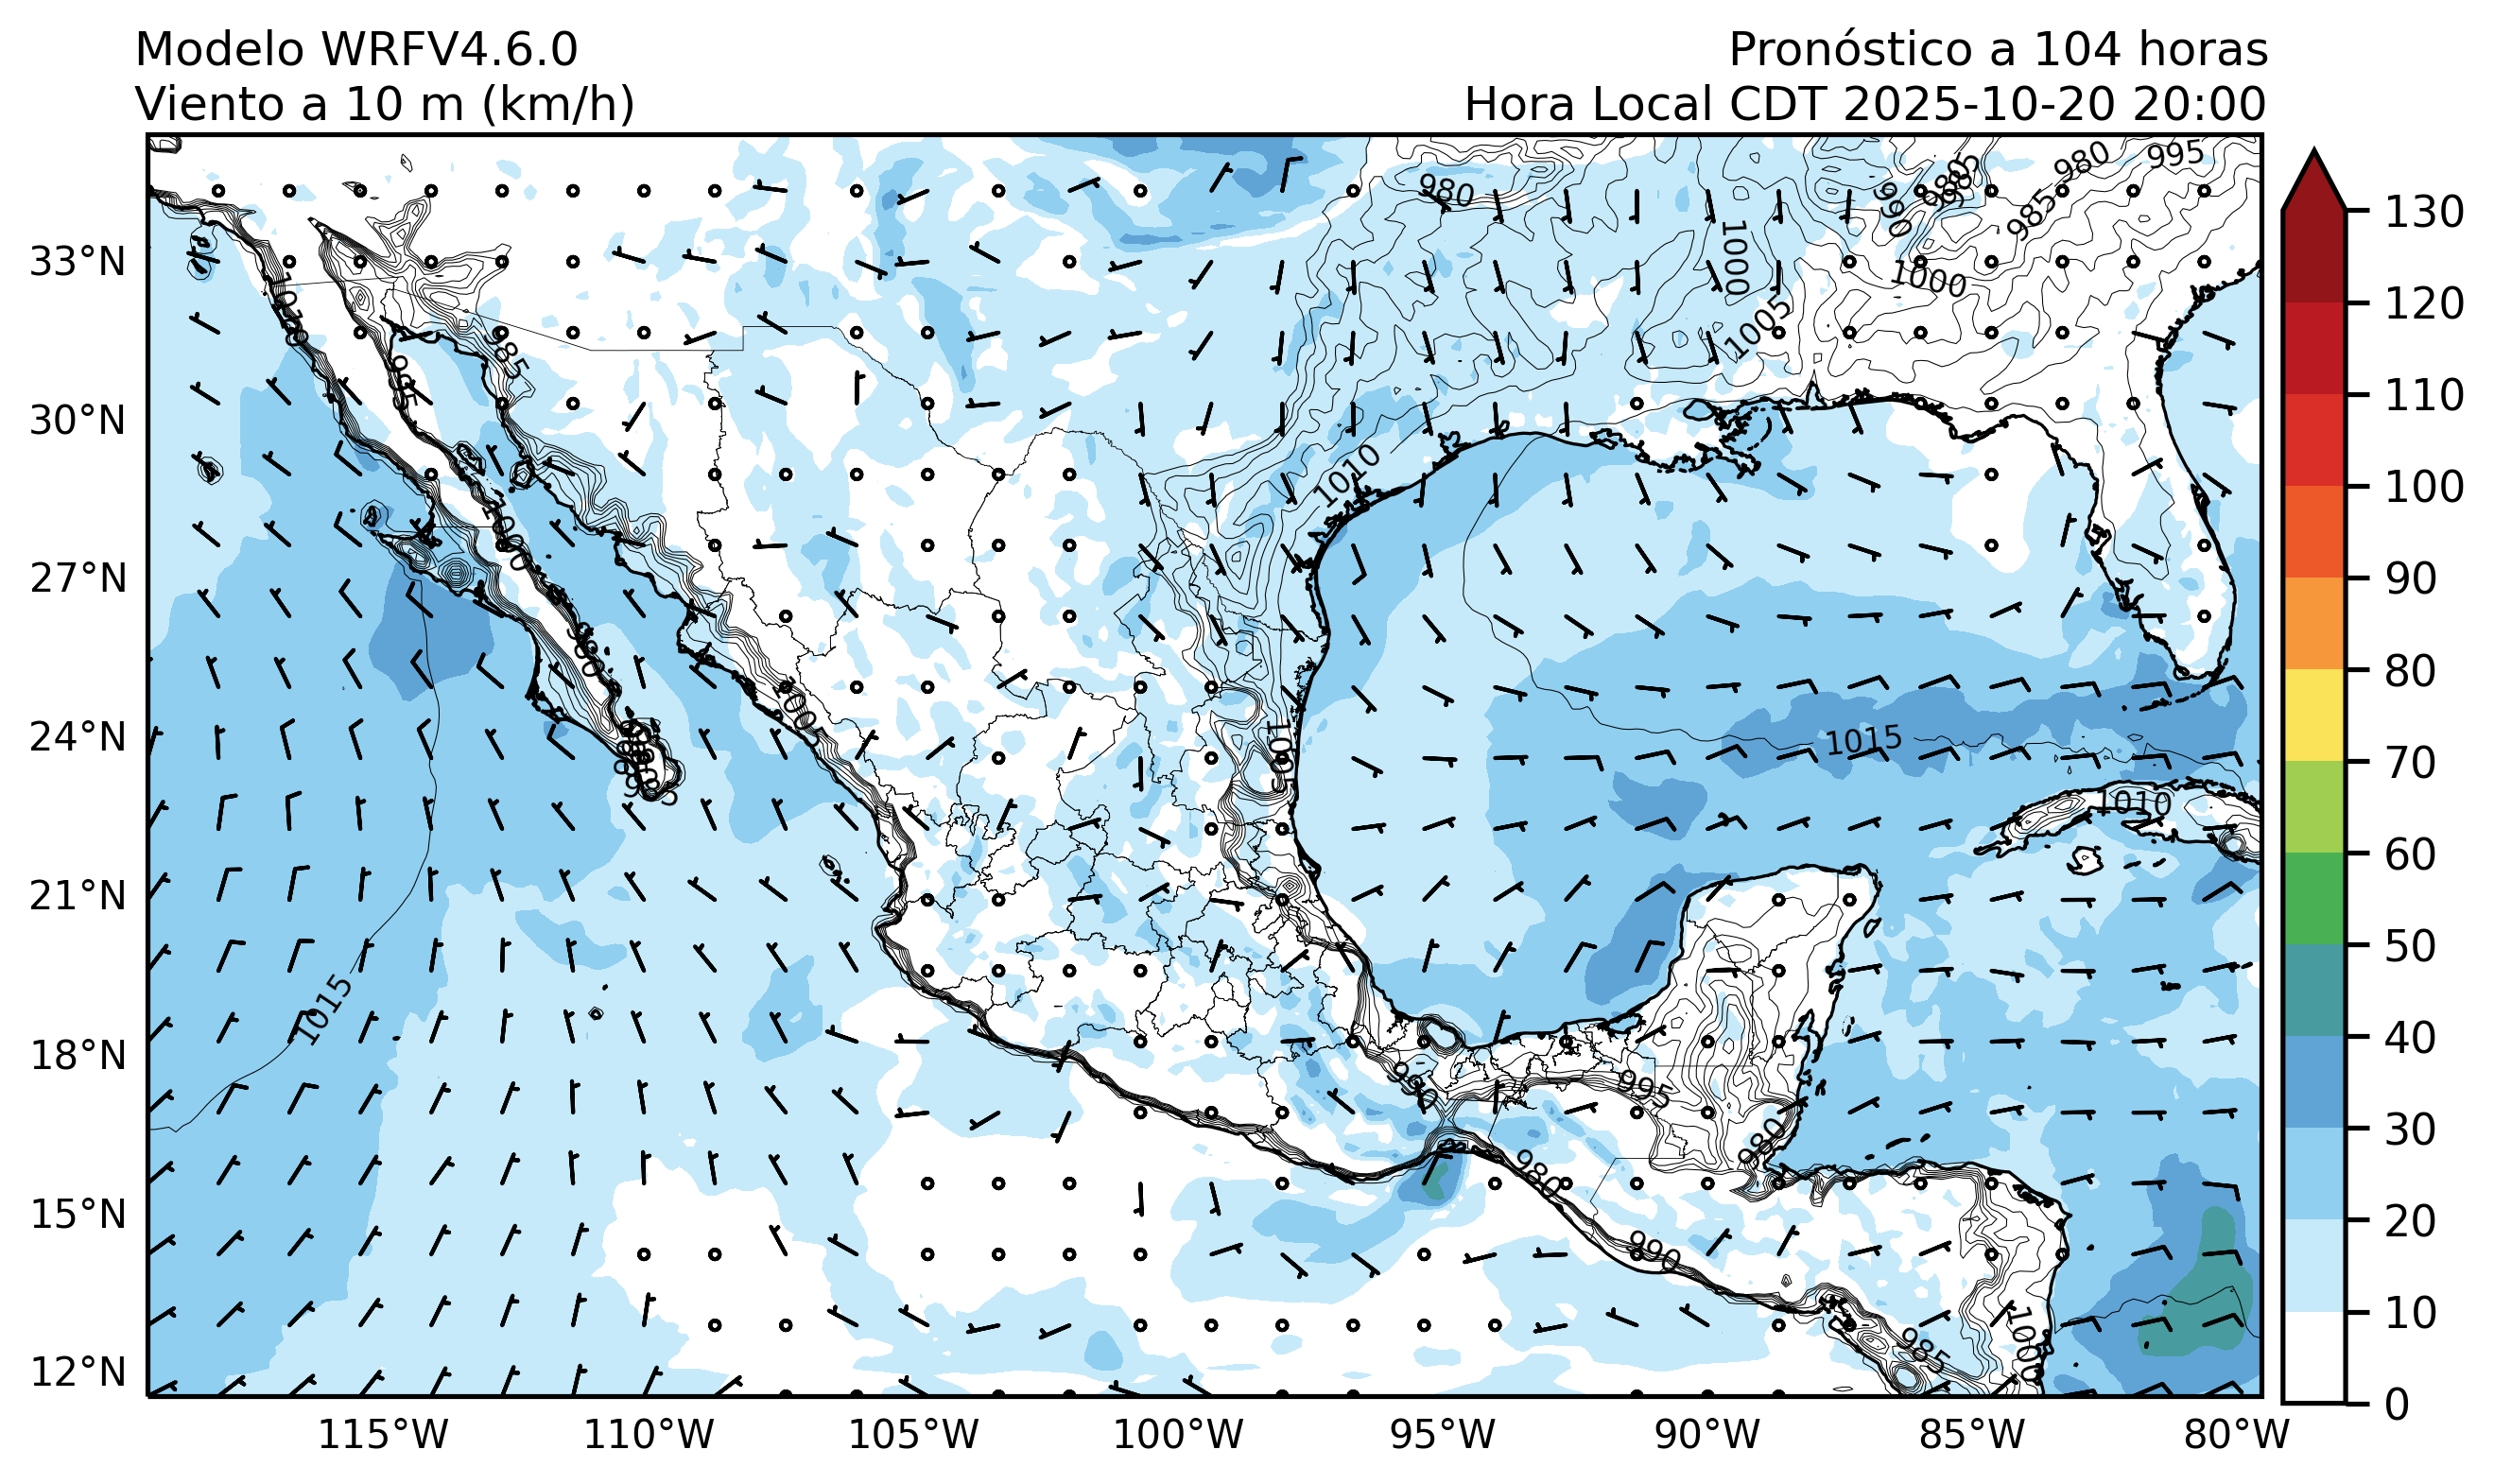 Modelo WRFV4.6.0
Pronóstico a 104 horas
Viento a 10 m (km/h)
Hora Local CDT 2025-10-20 20:00
33°N
30°N
27°N
24°N
21°N
18°N
15°N
12°N
115°W
110°W
105°W
100°W
95°W
90°W
85°W
80°W
130
120
110
100
90
80
70
60
50
40
30
20
10
0
980
985
980
995
990
985
1000
1000
1005
1010
985
995
1010
1000
1005
1005
1015
1010
1015
990
995
980
980
990
985
1000